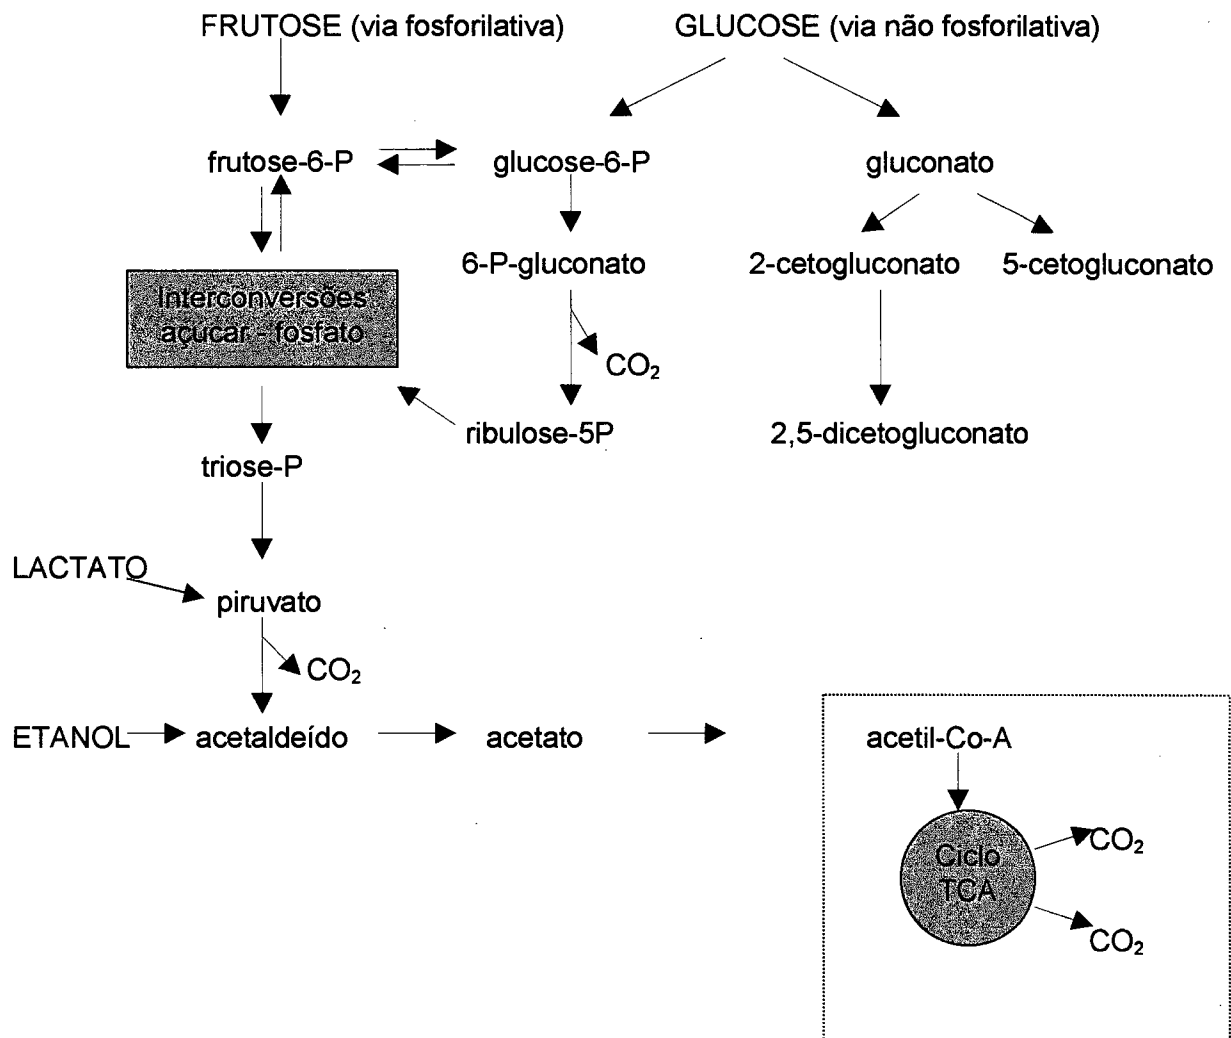 FRUTOSE (via fosforilativa)
GLUCOSE (via não fosforilativa)
frutose-6-P
glucose-6-P
gluconato
6-P-gluconato
2-cetogluconato
5-cetogluconato
Interconversões
açúcar - fosfato
CO₂
ribulose-5P
2,5-dicetogluconato
triose-P
LACTATO
piruvato
CO₂
ETANOL
acetaldeído
acetato
acetil-Co-A
Ciclo
TCA
CO₂
CO₂